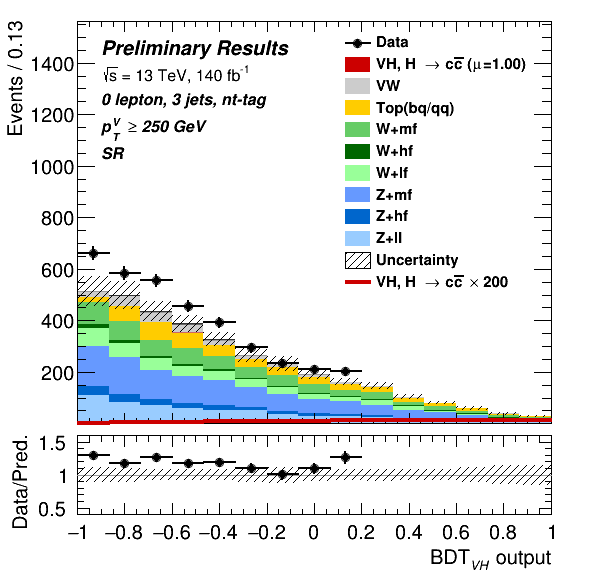 Events / 0.13
1400
1200
1000
800
600
400
200
Preliminary Results
√s = 13 TeV, 140 fb⁻¹
0 lepton, 3 jets, nt-tag
p_T^V ≥ 250 GeV
SR
Data
VH, H → cc̅ (μ=1.00)
VW
Top(bq/qq)
W+mf
W+hf
W+lf
Z+mf
Z+hf
Z+ll
Uncertainty
VH, H → cc̅ × 200
Data/Pred.
1.5
1
0.5
−1 −0.8 −0.6 −0.4 −0.2 0 0.2 0.4 0.6 0.8 1
BDT_VH output